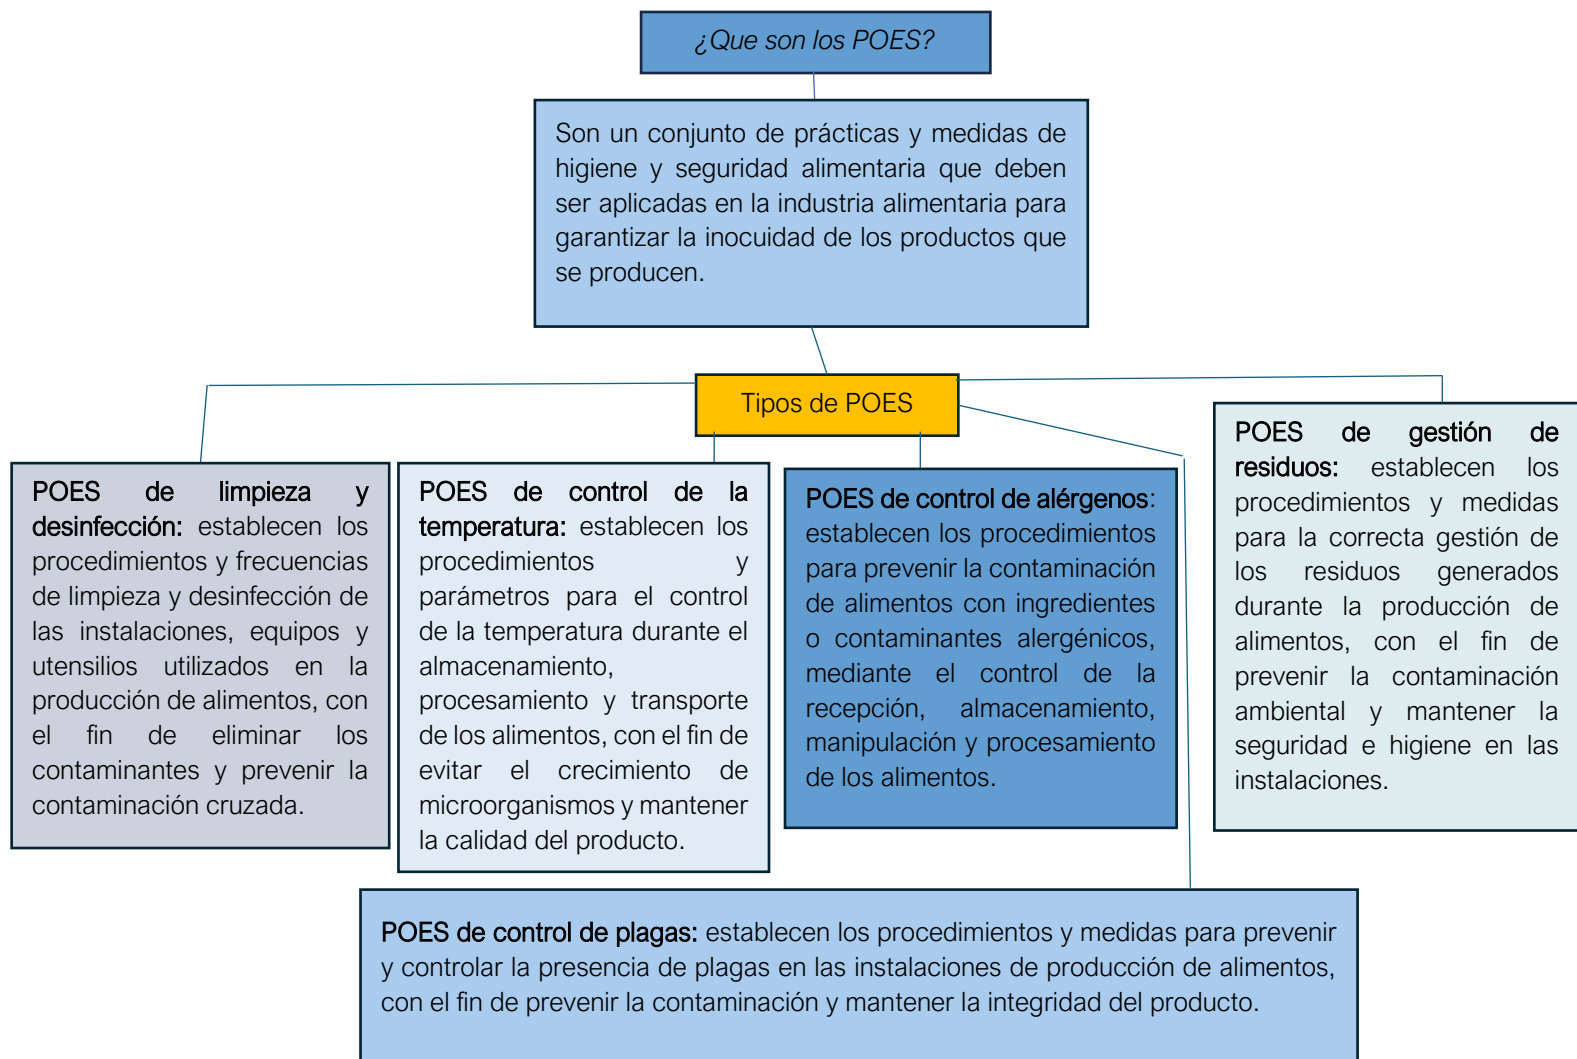 ¿Que son los POES?
Son un conjunto de prácticas y medidas de
higiene y seguridad alimentaria que deben
ser aplicadas en la industria alimentaria para
garantizar la inocuidad de los productos que
se producen.
Tipos de POES
POES de limpieza y
desinfección: establecen los
procedimientos y frecuencias
de limpieza y desinfección de
las instalaciones, equipos y
utensilios utilizados en la
producción de alimentos, con
el fin de eliminar los
contaminantes y prevenir la
contaminación cruzada.
POES de control de la
temperatura: establecen los
procedimientos y
parámetros para el control
de la temperatura durante el
almacenamiento,
procesamiento y transporte
de los alimentos, con el fin de
evitar el crecimiento de
microorganismos y mantener
la calidad del producto.
POES de control de alérgenos:
establecen los procedimientos
para prevenir la contaminación
de alimentos con ingredientes
o contaminantes alergénicos,
mediante el control de la
recepción, almacenamiento,
manipulación y procesamiento
de los alimentos.
POES de gestión de
residuos: establecen los
procedimientos y medidas
para la correcta gestión de
los residuos generados
durante la producción de
alimentos, con el fin de
prevenir la contaminación
ambiental y mantener la
seguridad e higiene en las
instalaciones.
POES de control de plagas: establecen los procedimientos y medidas para prevenir
y controlar la presencia de plagas en las instalaciones de producción de alimentos,
con el fin de prevenir la contaminación y mantener la integridad del producto.